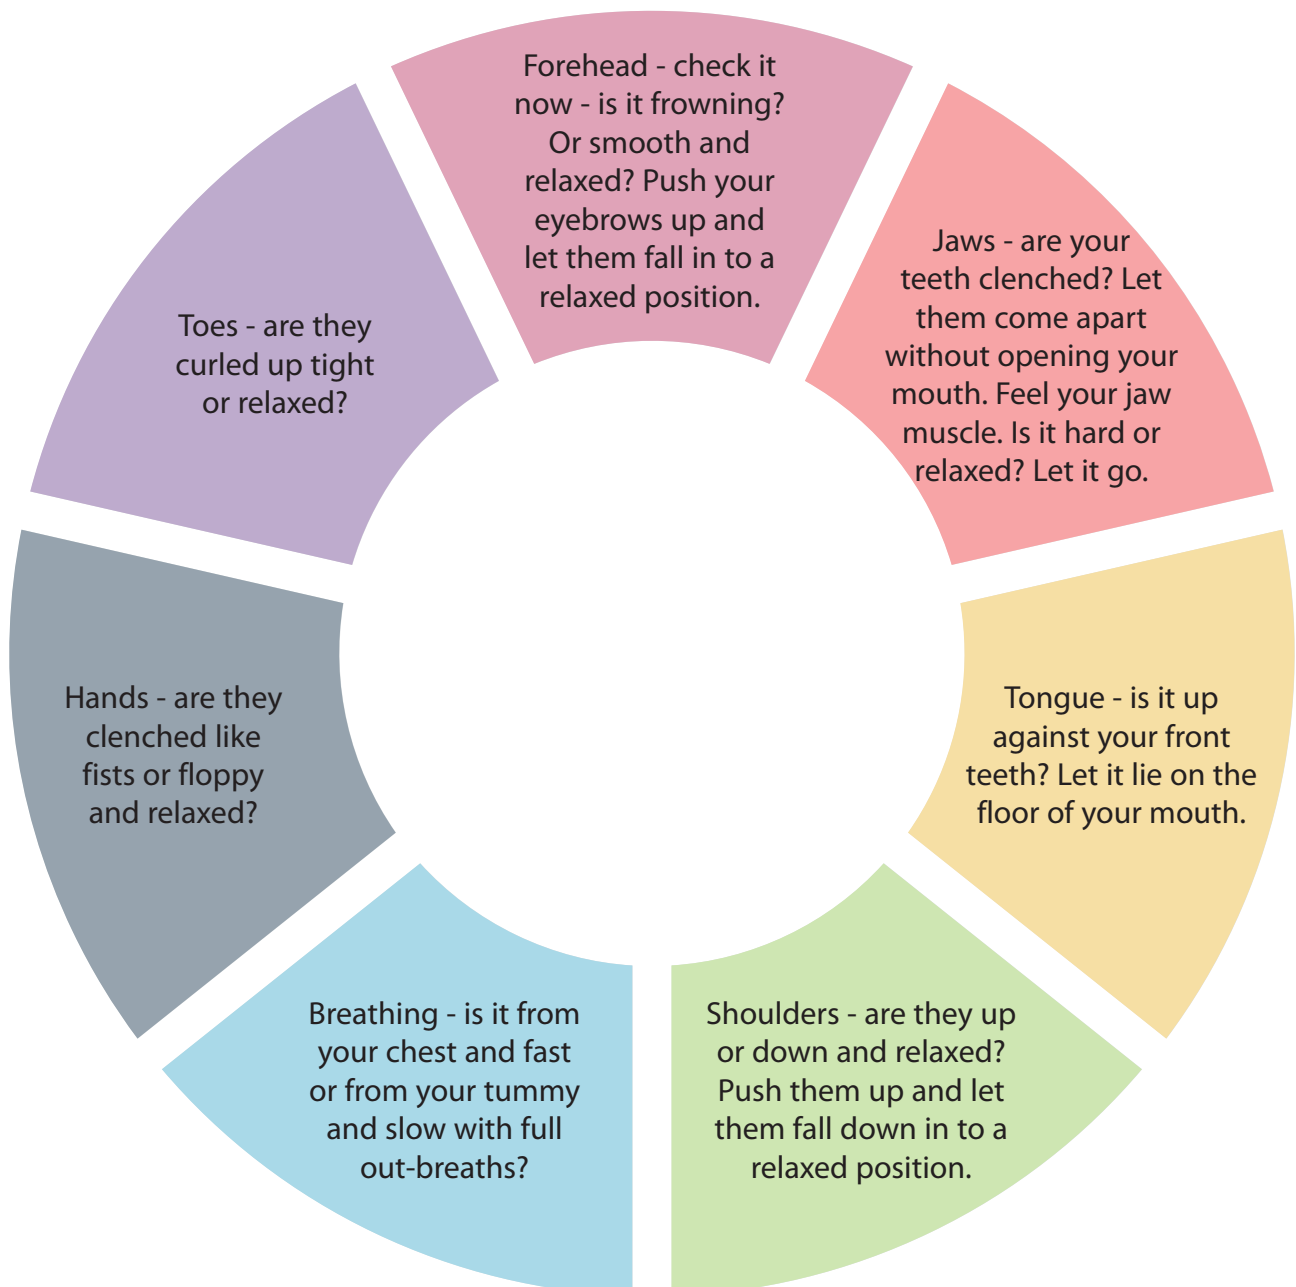 Forehead - check it
now - is it frowning?
Or smooth and
relaxed? Push your
eyebrows up and
let them fall in to a
relaxed position.
Jaws - are your
teeth clenched? Let
them come apart
without opening your
mouth. Feel your jaw
muscle. Is it hard or
relaxed? Let it go.
Tongue - is it up
against your front
teeth? Let it lie on the
floor of your mouth.
Shoulders - are they up
or down and relaxed?
Push them up and let
them fall down in to a
relaxed position.
Breathing - is it from
your chest and fast
or from your tummy
and slow with full
out-breaths?
Hands - are they
clenched like
fists or floppy
and relaxed?
Toes - are they
curled up tight
or relaxed?